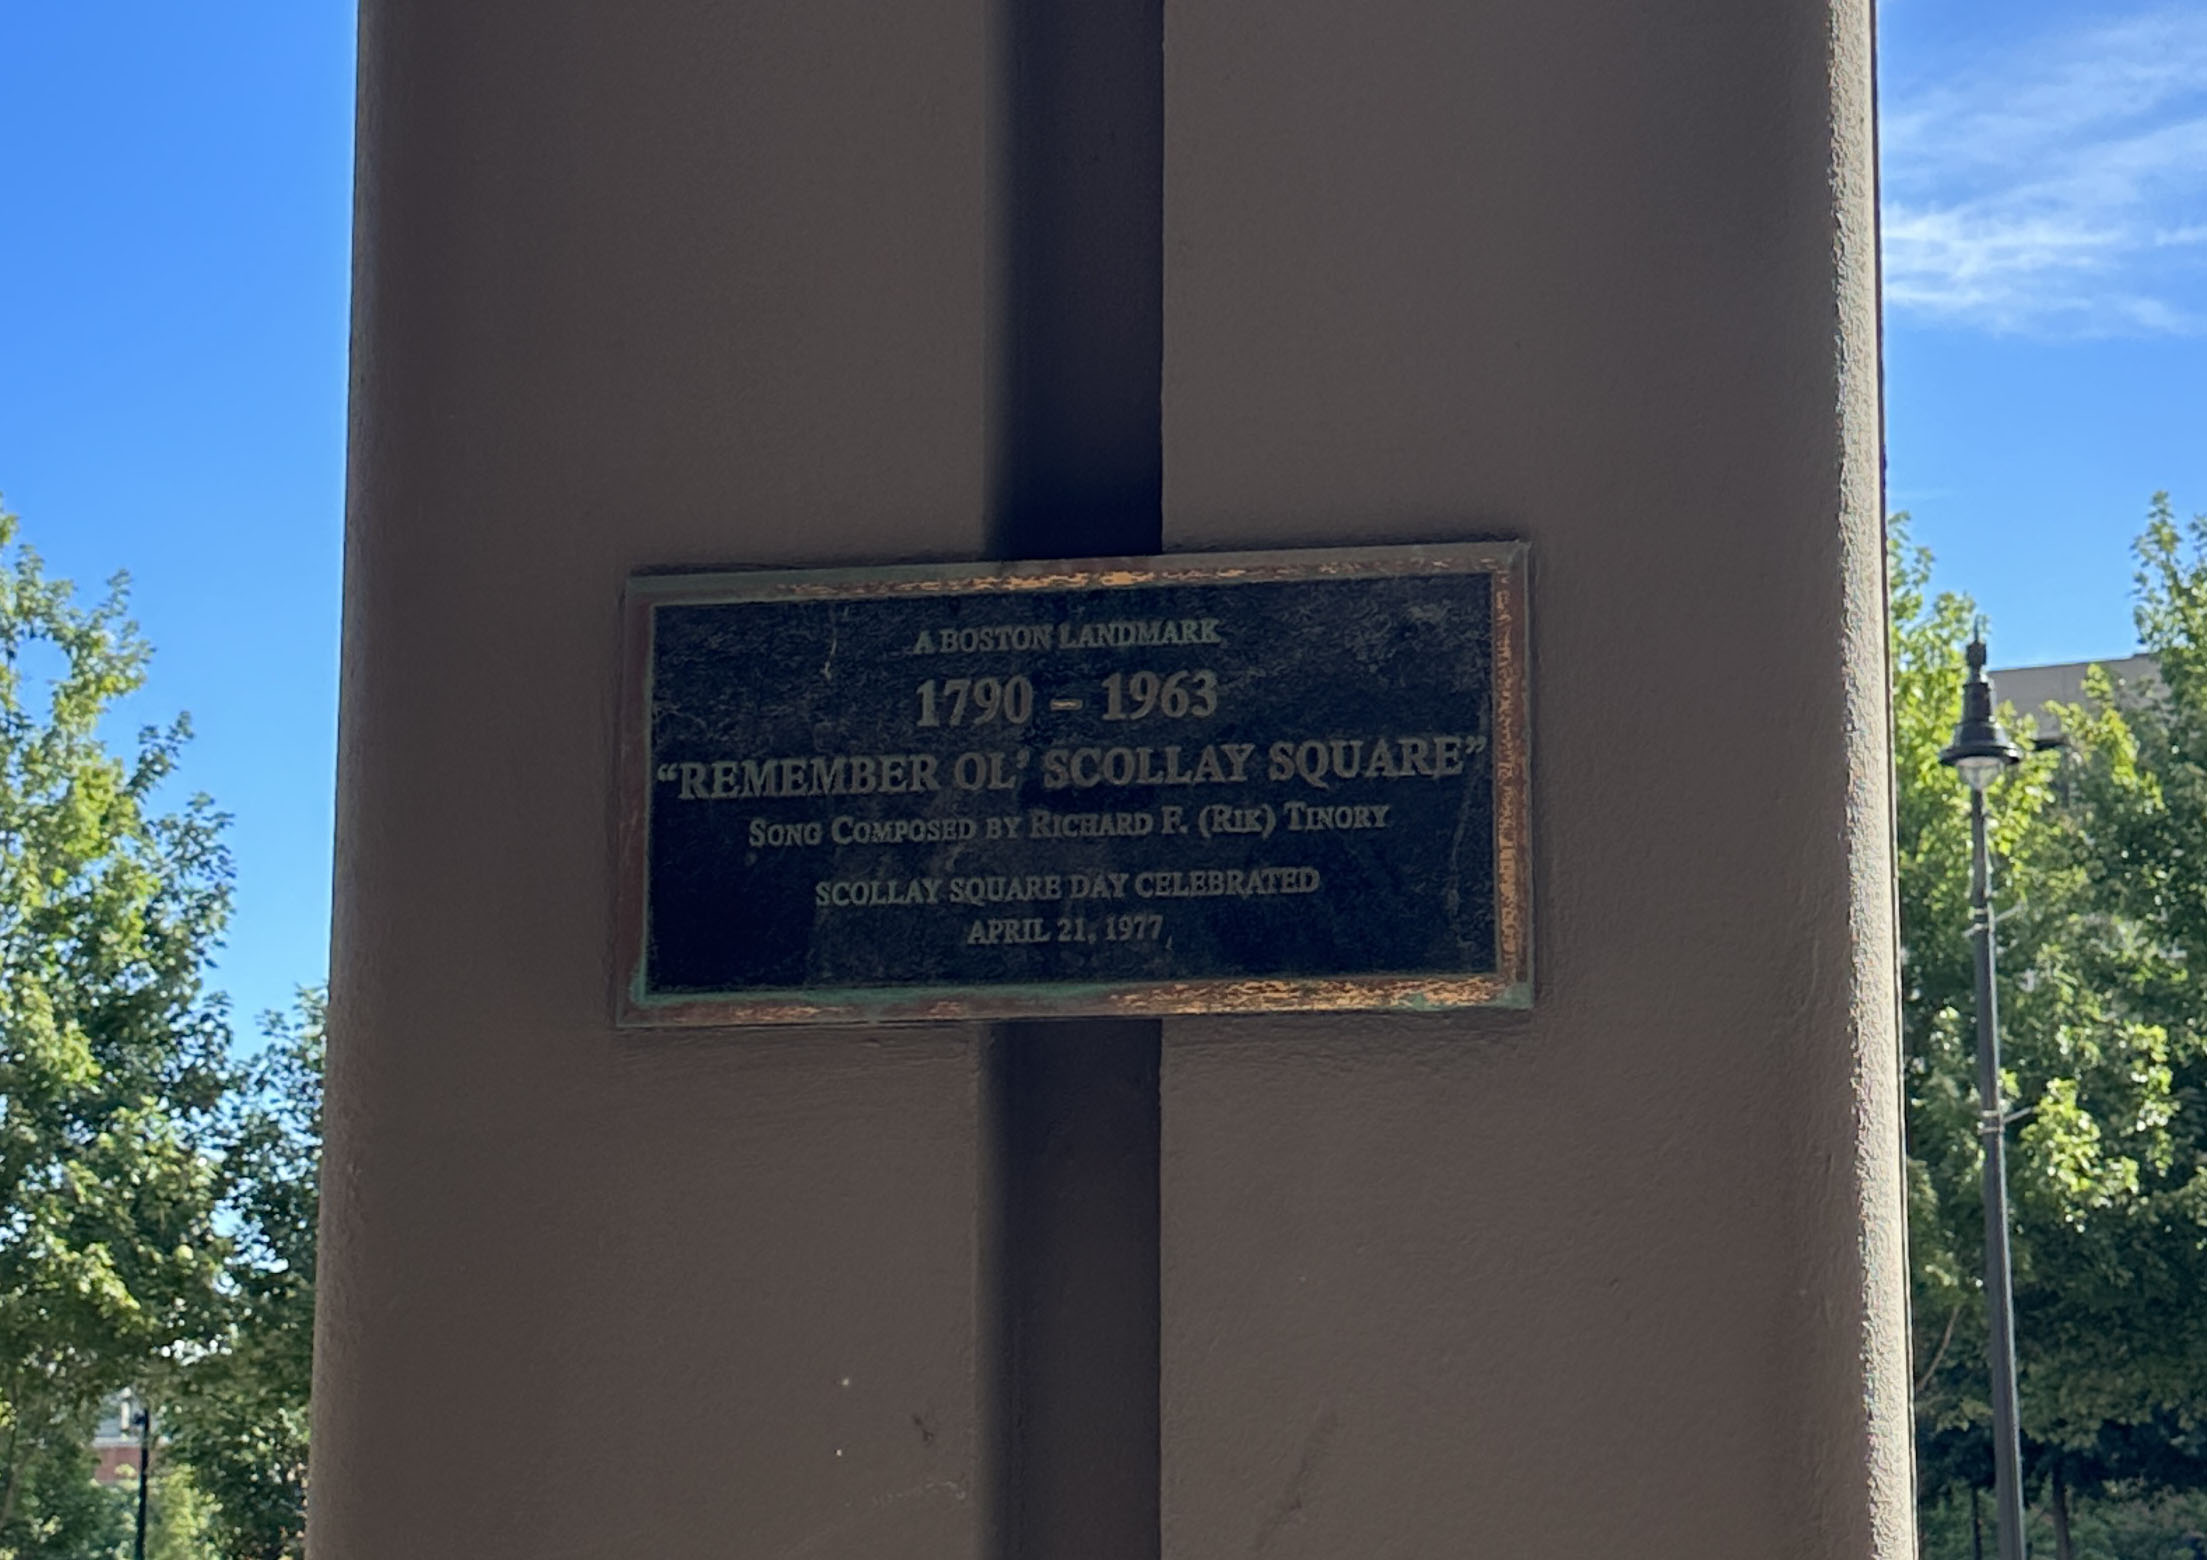 A BOSTON LANDMARK
1790 – 1963
“REMEMBER OL’ SCOLLAY SQUARE”
SONG COMPOSED BY RICHARD F. (RIK) TINORY
SCOLLAY SQUARE DAY CELEBRATED
APRIL 21, 1977